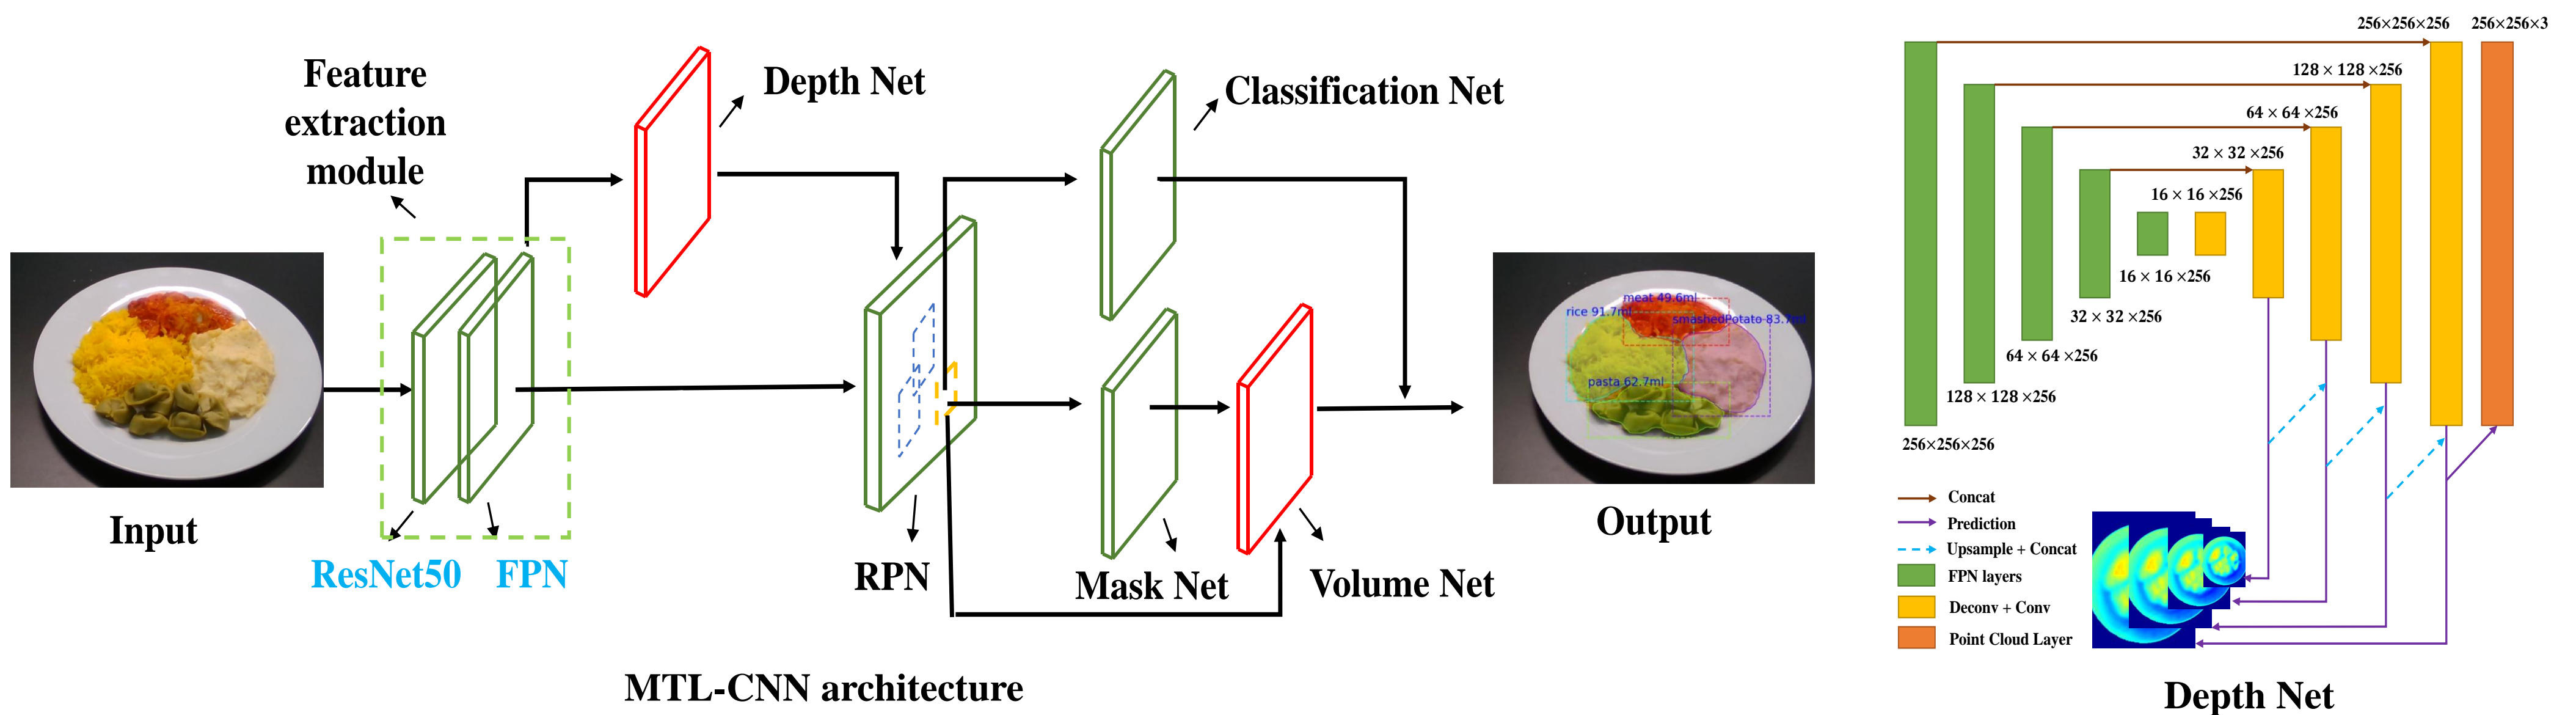 Feature
extraction
module
Depth Net
Classification Net
Input
ResNet50
FPN
RPN
Mask Net
Volume Net
meat 49.6ml
rice 91.7ml
smashedPotato 83.7ml
pasta 62.7ml
Output
MTL-CNN architecture
256×256×256
256×256×3
128 × 128 ×256
64 × 64 ×256
32 × 32 ×256
16 × 16 ×256
16 × 16 ×256
32 × 32 ×256
64 × 64 ×256
128 × 128 ×256
256×256×256
Concat
Prediction
Upsample + Concat
FPN layers
Deconv + Conv
Point Cloud Layer
Depth Net